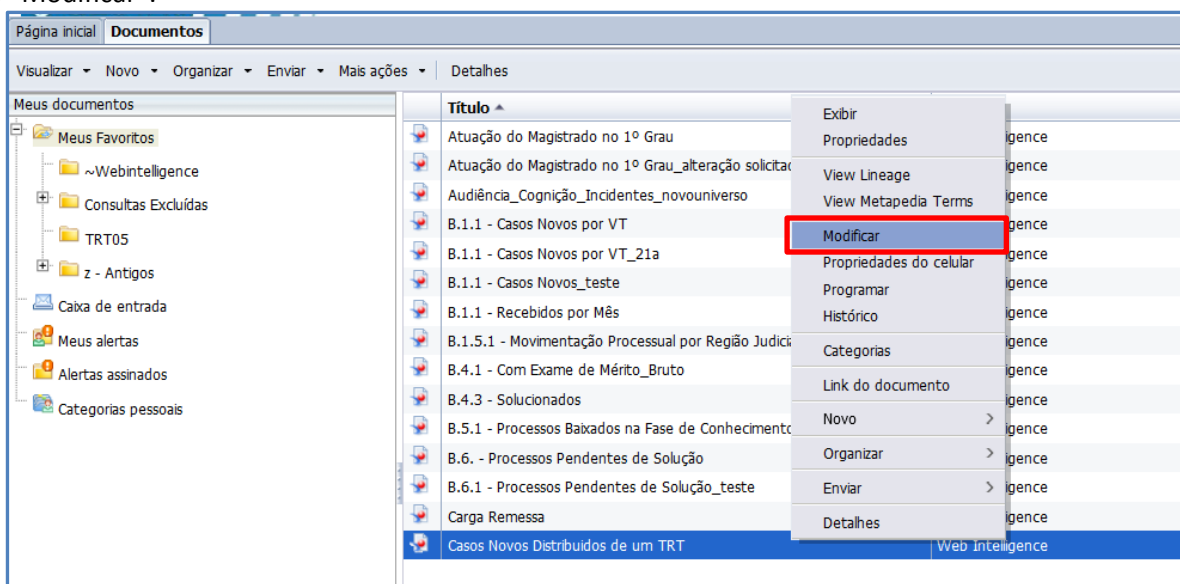 "Modificar".
Página inicial Documentos
Visualizar Novo Organizar Enviar Mais ações Detalhes
Meus documentos
Meus Favoritos
~Webintelligence
Consultas Excluídas
TRT05
z - Antigos
Caixa de entrada
Meus alertas
Alertas assinados
Categorias pessoais
Título
Atuação do Magistrado no 1º Grau
Atuação do Magistrado no 1º Grau_alteração
Audiência_Cognição_Incidentes_novouniverso
B.1.1 - Casos Novos por VT
B.1.1 - Casos Novos por VT_21a
B.1.1 - Casos Novos_teste
B.1.1 - Recebidos por Mês
B.1.5.1 - Movimentação Processual por Região
B.4.1 - Com Exame de Mérito_Bruto
B.4.3 - Solucionados
B.5.1 - Processos Baixados na Fase de Conhecimento
B.6. - Processos Pendentes de Solução
B.6.1 - Processos Pendentes de Solução_teste
Carga Remessa
Casos Novos Distribuidos de um TRT Web Intelligence
Exibir
Propriedades
View Lineage
View Metapedia Terms
Modificar
Propriedades do celular
Programar
Histórico
Categorias
Link do documento
Novo
Organizar
Enviar
Detalhes